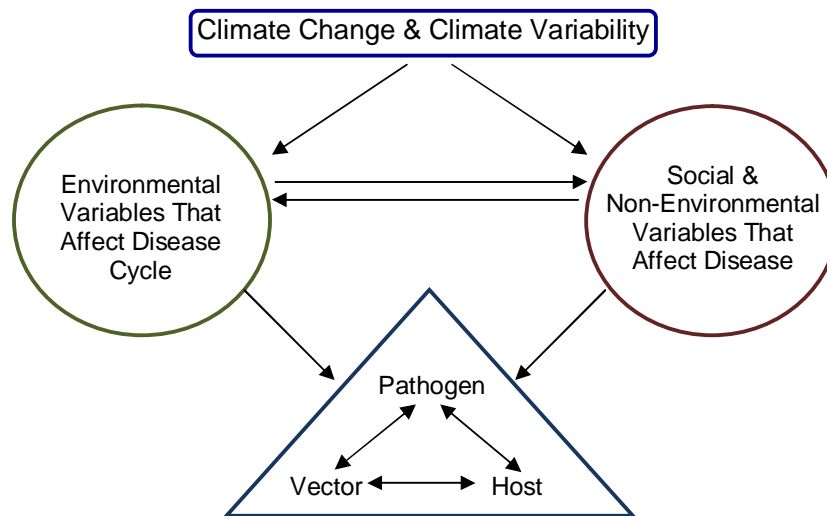 Climate Change & Climate Variability
Environmental
Variables That
Affect Disease
Cycle
Social &
Non-Environmental
Variables That
Affect Disease
Pathogen
Vector
Host